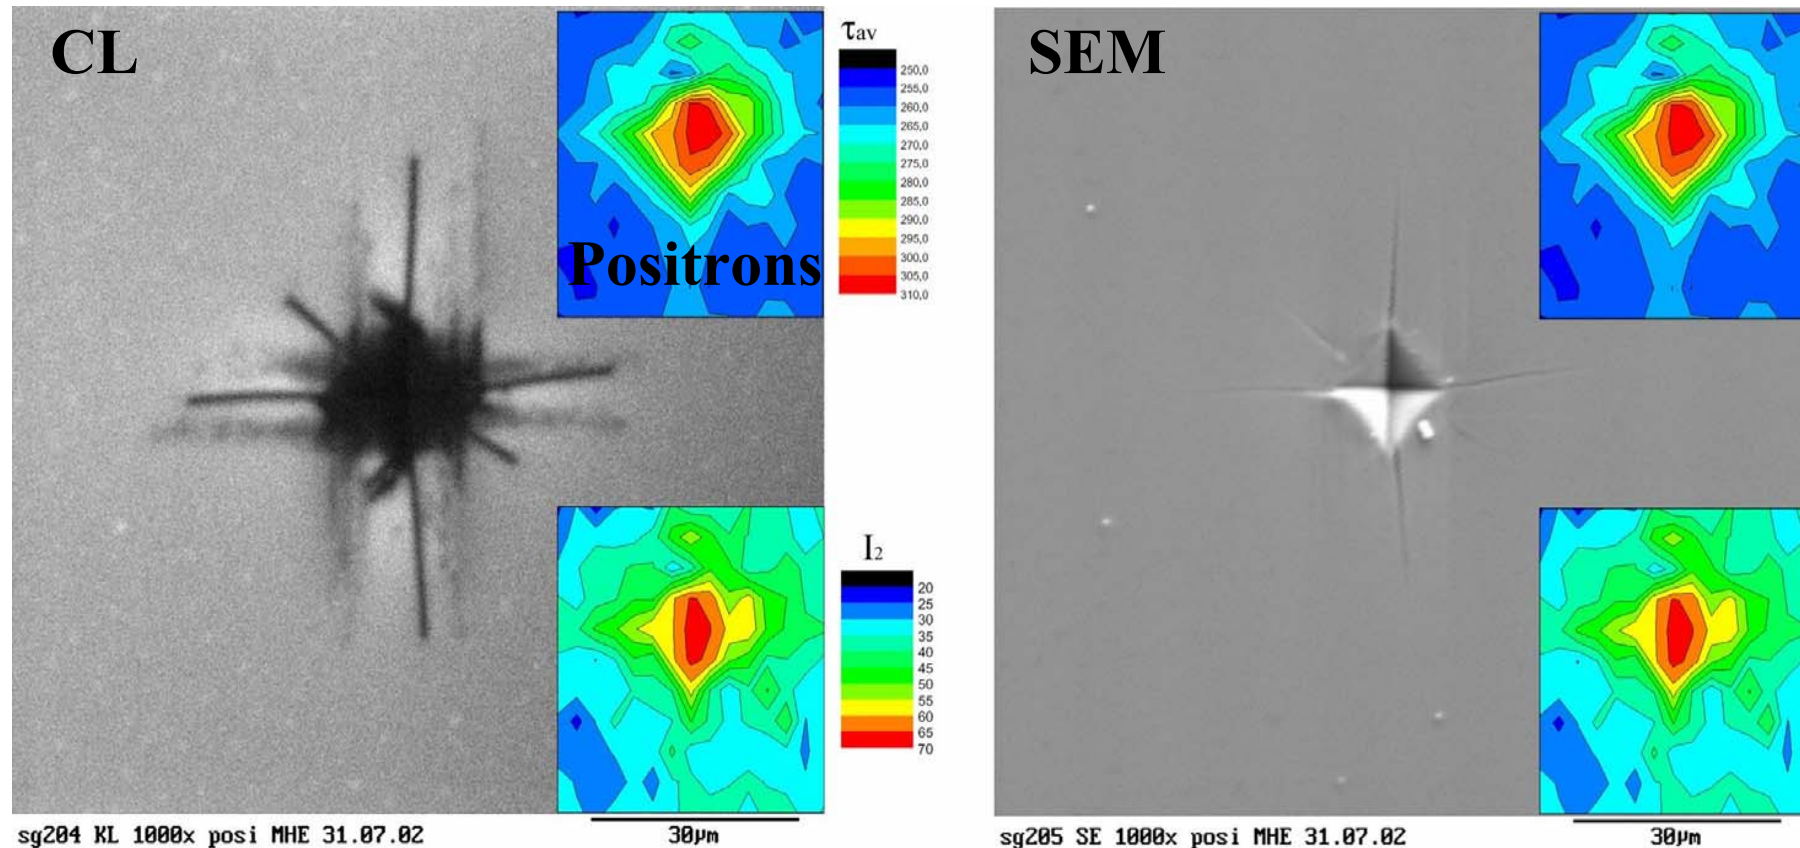 CL
Positrons
τav
250,0
255,0
260,0
265,0
270,0
275,0
280,0
285,0
290,0
295,0
300,0
305,0
310,0
I2
20
25
30
35
40
45
50
55
60
65
70
sg204 KL 1000x posi MHE 31.07.02
30µm
SEM
sg205 SE 1000x posi MHE 31.07.02
30µm